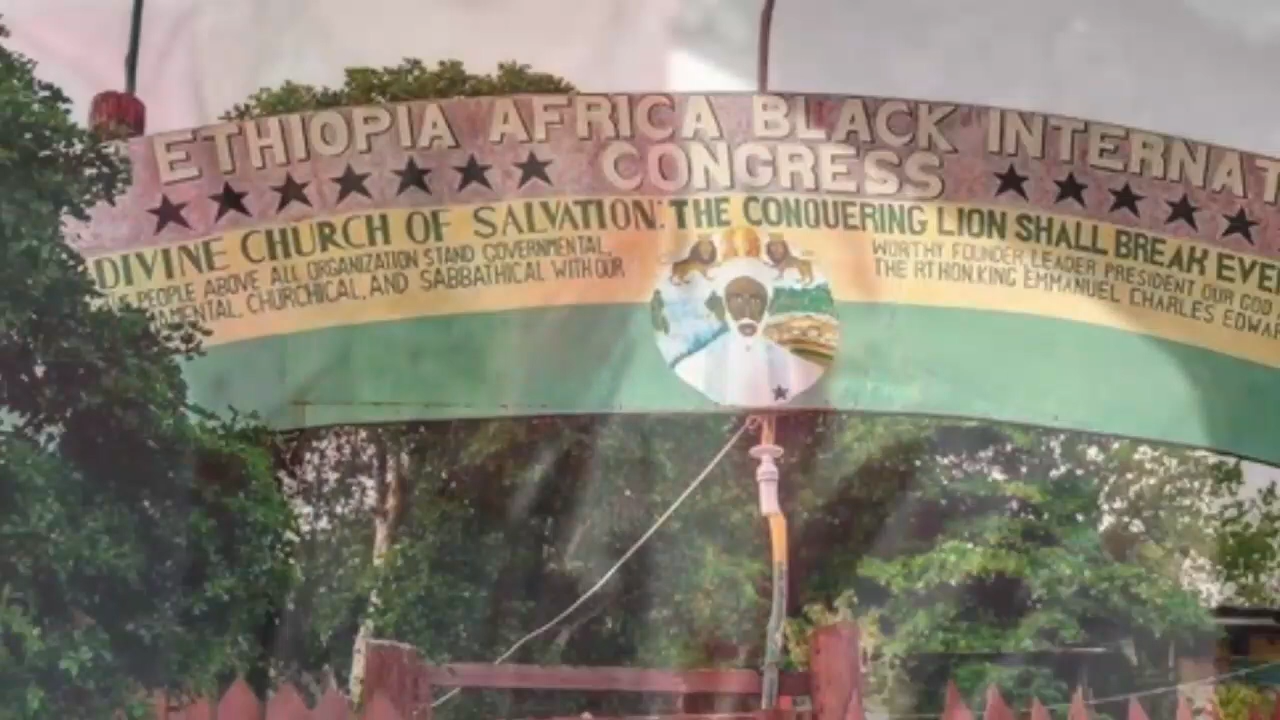 ETHIOPIA AFRICA BLACK INTERNAT
CONGRESS
DIVINE CHURCH OF SALVATION: THE CONQUERING LION SHALL BREAK EVE
PEOPLE ABOVE ALL ORGANIZATION STAND GOVERNMENTAL,
AMENTAL, CHURCHICAL, AND SABBATHICAL WITH OUR
WORTHY FOUNDER, LEADER PRESIDENT OUR GOD
THE RT HON. KING EMMANUEL CHARLES EDWA